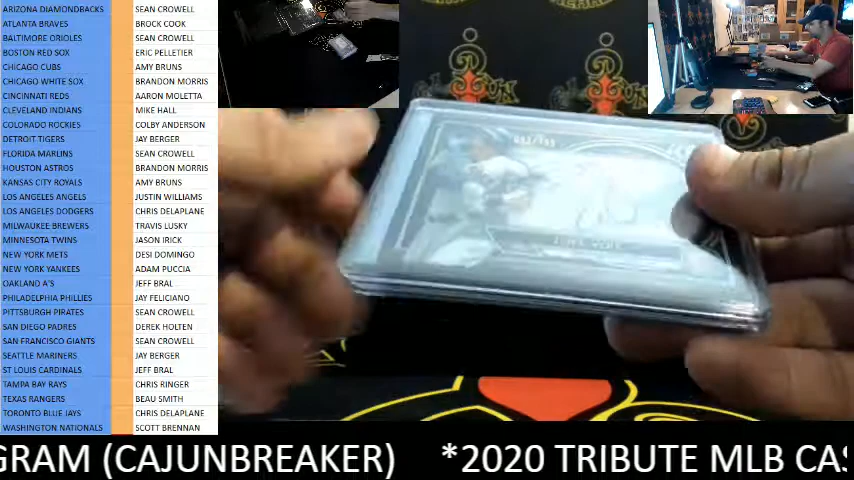 ARIZONA DIAMONDBACKS SEAN CROWELL
ATLANTA BRAVES BROCK COOK
BALTIMORE ORIOLES SEAN CROWELL
BOSTON RED SOX ERIC PELLETIER
CHICAGO CUBS AMY BRUNS
CHICAGO WHITE SOX BRANDON MORRIS
CINCINNATI REDS AARON MOLETTA
CLEVELAND INDIANS MIKE HALL
COLORADO ROCKIES COLBY ANDERSON
DETROIT TIGERS JAY BERGER
FLORIDA MARLINS SEAN CROWELL
HOUSTON ASTROS BRANDON MORRIS
KANSAS CITY ROYALS AMY BRUNS
LOS ANGELES ANGELS JUSTIN WILLIAMS
LOS ANGELES DODGERS CHRIS DELAPLANE
MILWAUKEE BREWERS TRAVIS LUSKY
MINNESOTA TWINS JASON IRICK
NEW YORK METS DESI DOMINGO
NEW YORK YANKEES ADAM PUCCIA
OAKLAND A'S JEFF BRAL
PHILADELPHIA PHILLIES JAY FELICIANO
PITTSBURGH PIRATES SEAN CROWELL
SAN DIEGO PADRES DEREK HOLTEN
SAN FRANCISCO GIANTS SEAN CROWELL
SEATTLE MARINERS JAY BERGER
ST LOUIS CARDINALS JEFF BRAL
TAMPA BAY RAYS CHRIS RINGER
TEXAS RANGERS BEAU SMITH
TORONTO BLUE JAYS CHRIS DELAPLANE
WASHINGTON NATIONALS SCOTT BRENNAN
GRAM (CAJUNBREAKER) *2020 TRIBUTE MLB CAS